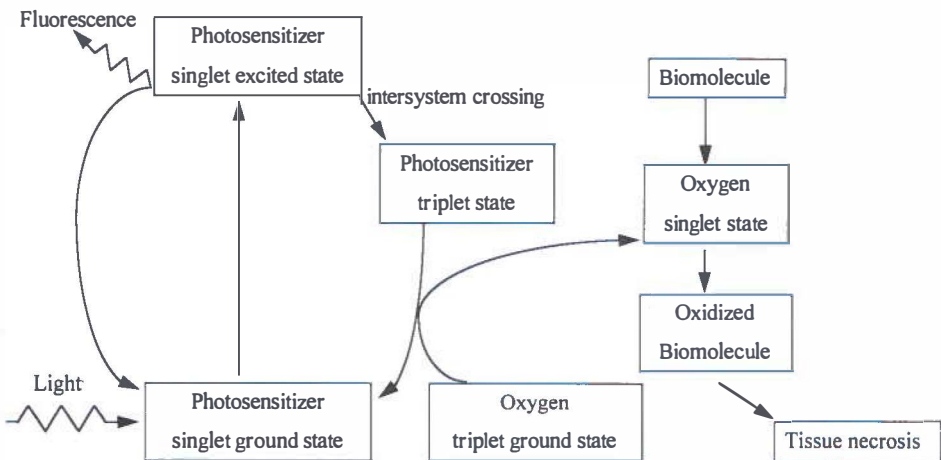 Fluorescence
Photosensitizer
singlet excited state
intersystem crossing
Biomolecule
Photosensitizer
triplet state
Oxygen
singlet state
Oxidized
Biomolecule
Light
Photosensitizer
singlet ground state
Oxygen
triplet ground state
Tissue necrosis